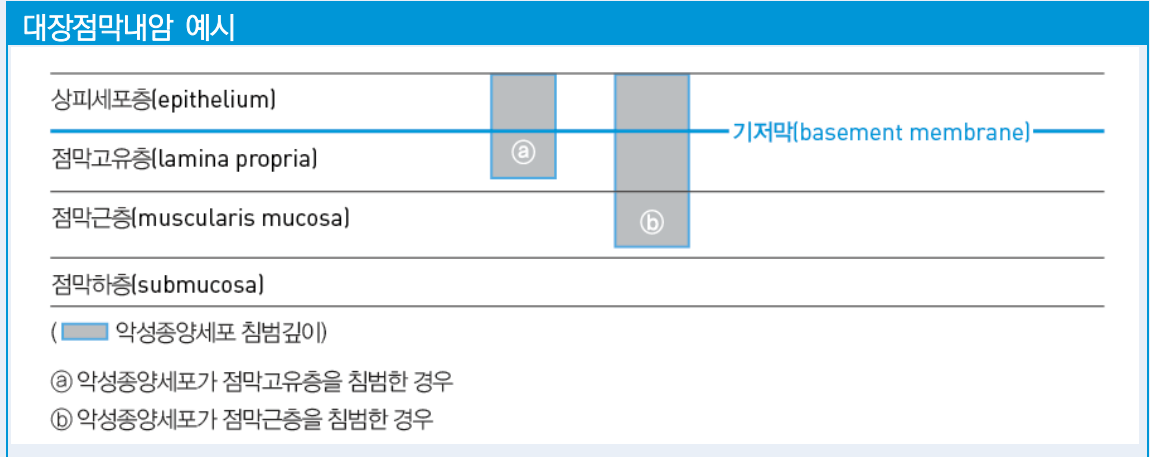 대장점막내암 예시
상피세포층(epithelium)
기저막(basement membrane)
점막고유층(lamina propria)
ⓐ
점막근층(muscularis mucosa)
ⓑ
점막하층(submucosa)
( 악성종양세포 침범깊이)
ⓐ 악성종양세포가 점막고유층을 침범한 경우
ⓑ 악성종양세포가 점막근층을 침범한 경우